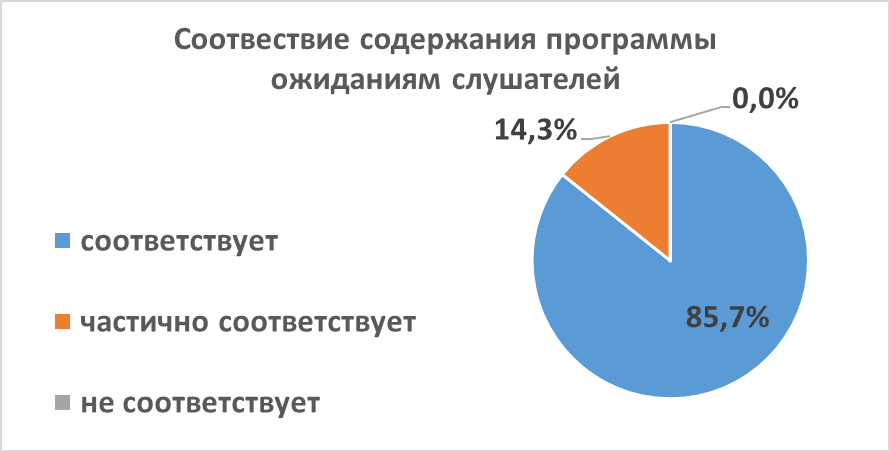 Соотвествие содержания программы
ожиданиям слушателей
0,0%
14,3%
соответствует
частично соответствует
85,7%
не соответствует